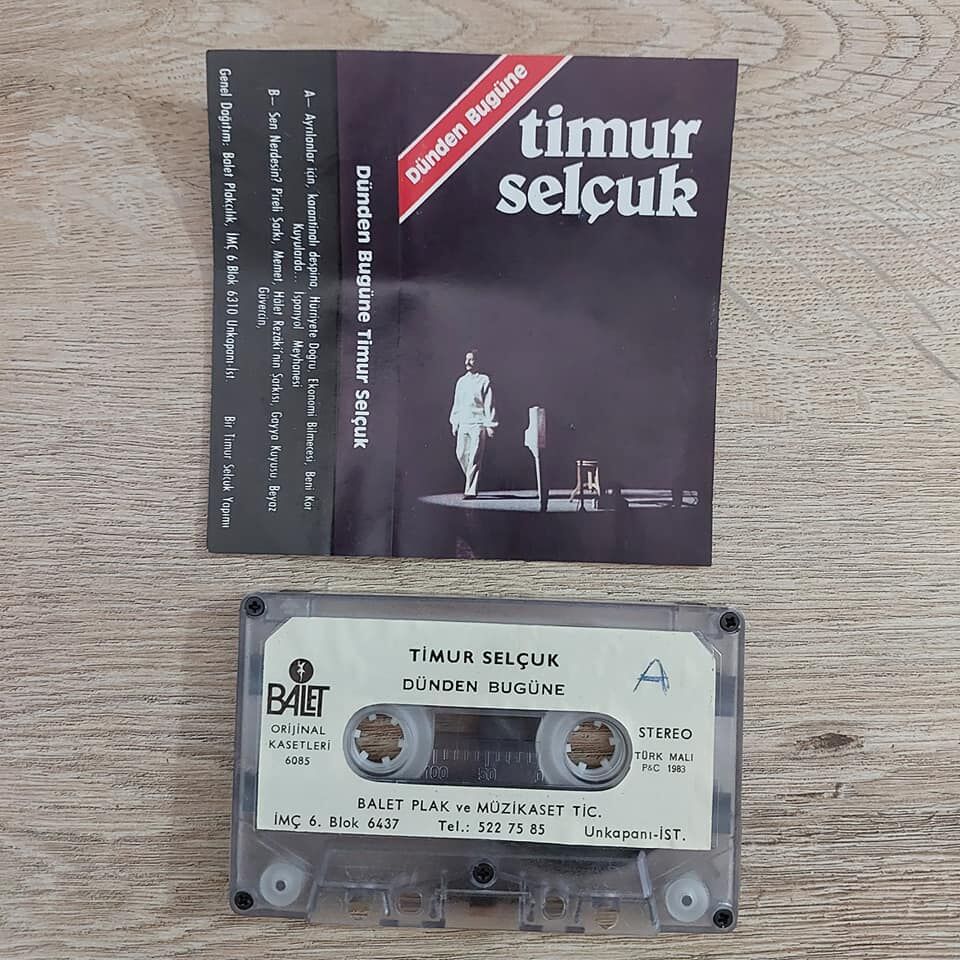 Dünden Bugüne
timur
selçuk
Dünden Bugüne Timur Selçuk
A— Ayrılanlar için, karantinalı despina, Hürriyete Doğru, Ekonomi Bilmecesi, Beni Kor
Kuyularda... İspanyol Meyhanesi
B— Sen Nerdesin? Pireli Şarkı, Memet, Hâlet Rezaki'nin Şarkısı, Gayya Kuyusu, Beyaz
Güvercin,
Genel Dağıtım: Balet Plakçılık, İMÇ 6.Blok 6310 Unkapanı-İst. Bir Timur Selçuk Yapımı
TİMUR SELÇUK
DÜNDEN BUGÜNE
A
BALET
ORİJİNAL
KASETLERİ
6085
STEREO
TÜRK MALI
P&C 1983
100 50 0
BALET PLAK ve MÜZİKASET TİC.
İMÇ 6. Blok 6437 Tel.: 522 75 85 Unkapanı-İST.